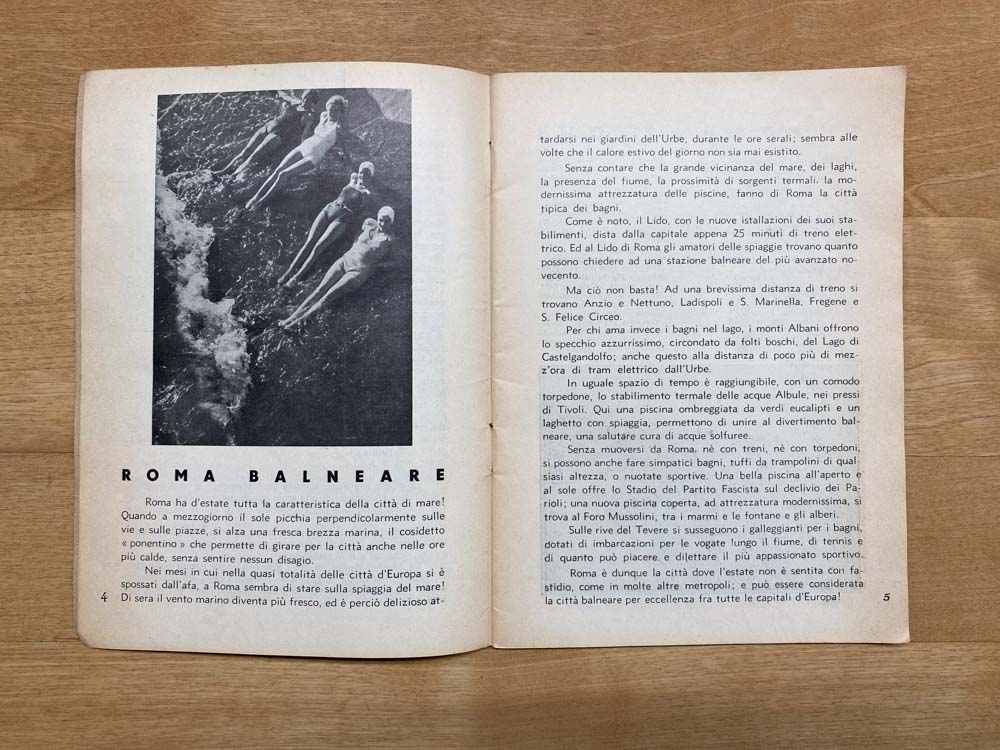 ROMA BALNEARE
Roma ha d'estate tutta la caratteristica della città di mare!
Quando a mezzogiorno il sole picchia perpendicolarmente sulle
vie e sulle piazze, si alza una fresca brezza marina, il cosidetto
« ponentino » che permette di girare per la città anche nelle ore
più calde, senza sentire nessun disagio.
Nei mesi in cui nella quasi totalità delle città d'Europa si è
spossati dall'afa, a Roma sembra di stare sulla spiaggia del mare!
Di sera il vento marino diventa più fresco, ed è perciò delizioso at-
4
tardarsi nei giardini dell'Urbe, durante le ore serali; sembra alle
volte che il calore estivo del giorno non sia mai esistito.
Senza contare che la grande vicinanza del mare, dei laghi,
la presenza del fiume, la prossimità di sorgenti termali. la mo-
dernissima attrezzatura delle piscine, fanno di Roma la città
tipica dei bagni.
Come è noto, il Lido, con le nuove istallazioni dei suoi sta-
bilimenti, dista dalla capitale appena 25 minuti di treno elet-
trico. Ed al Lido di Roma gli amatori delle spiaggie trovano quanto
possono chiedere ad una stazione balneare del più avanzato no-
vecento.
Ma ciò non basta! Ad una brevissima distanza di treno si
trovano Anzio e Nettuno, Ladispoli e S. Marinella, Fregene e
S. Felice Circeo.
Per chi ama invece i bagni nel lago, i monti Albani offrono
lo specchio azzurrissimo, circondato da folti boschi, del Lago di
Castelgandolfo; anche questo alla distanza di poco più di mez-
z'ora di tram elettrico dall'Urbe.
In uguale spazio di tempo è raggiungibile, con un comodo
torpedone, lo stabilimento termale delle acque Albule, nei pressi
di Tivoli. Qui una piscina ombreggiata da verdi eucalipti e un
laghetto con spiaggia, permettono di unire al divertimento bal-
neare, una salutare cura di acque solfuree.
Senza muoversi da Roma, nè con treni, nè con torpedoni,
si possono anche fare simpatici bagni, tuffi da trampolini di qual-
siasi altezza, o nuotate sportive. Una bella piscina all'aperto e
al sole offre lo Stadio del Partito Fascista sul declivio dei Pa-
rioli; una nuova piscina coperta, ad attrezzatura modernissima, si
trova al Foro Mussolini, tra i marmi e le fontane e gli alberi.
Sulle rive del Tevere si susseguono i galleggianti per i bagni,
dotati di imbarcazioni per le vogate lungo il fiume, di tennis e
di quanto può piacere e dilettare il più appassionato sportivo.
Roma è dunque la città dove l'estate non è sentita con fa-
stidio, come in molte altre metropoli; e può essere considerata
la città balneare per eccellenza fra tutte le capitali d'Europa!
5